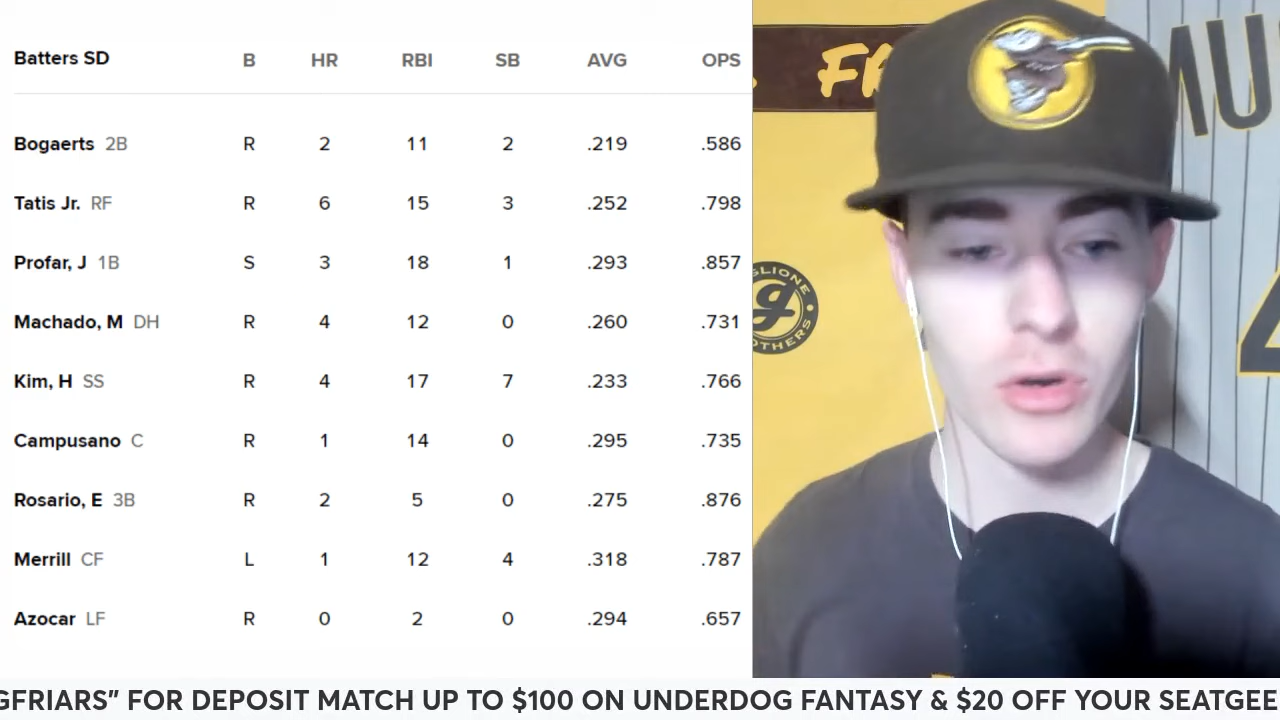 Batters SD B HR RBI SB AVG OPS
Bogaerts 2B R 2 11 2 .219 .586
Tatis Jr. RF R 6 15 3 .252 .798
Profar, J 1B S 3 18 1 .293 .857
Machado, M DH R 4 12 0 .260 .731
Kim, H SS R 4 17 7 .233 .766
Campusano C R 1 14 0 .295 .735
Rosario, E 3B R 2 5 0 .275 .876
Merrill CF L 1 12 4 .318 .787
Azocar LF R 0 2 0 .294 .657
GFRIARS” FOR DEPOSIT MATCH UP TO $100 ON UNDERDOG FANTASY & $20 OFF YOUR SEATGEE